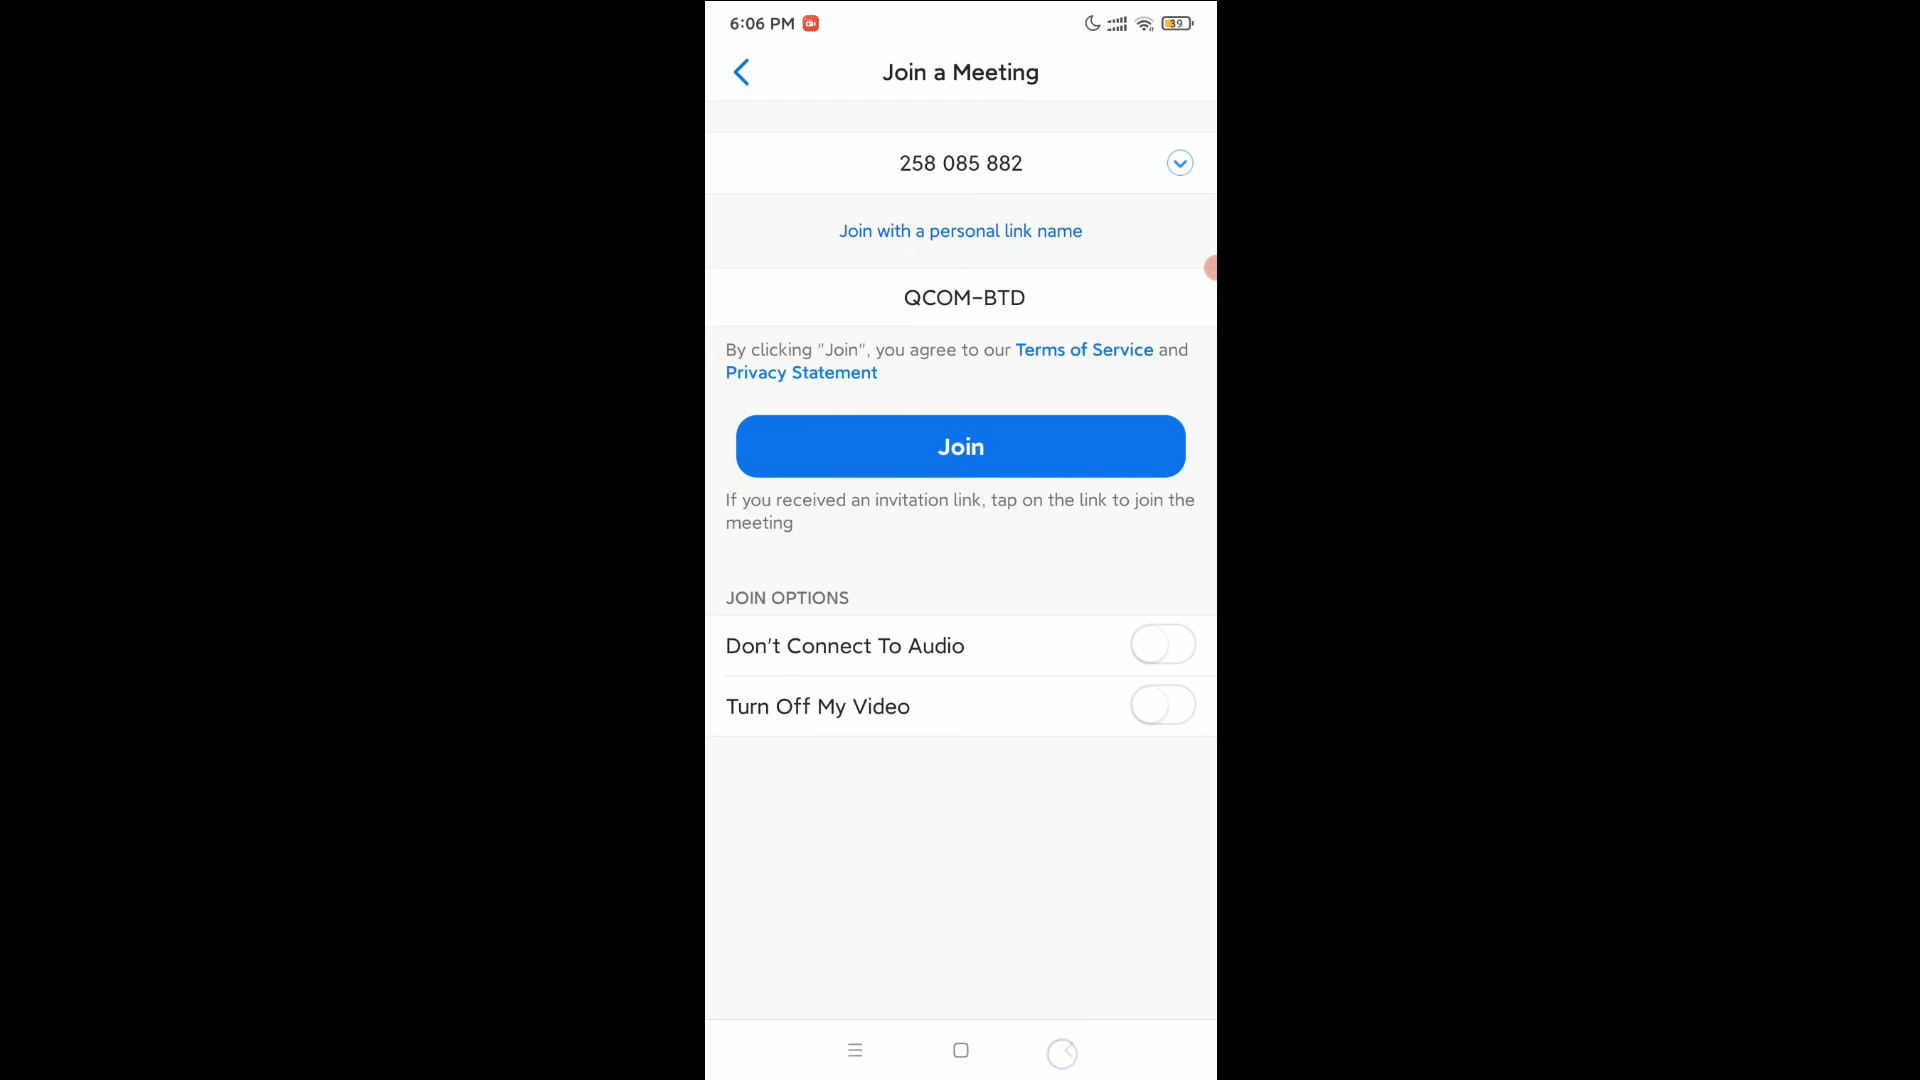 6:06 PM
39
Join a Meeting
258 085 882
Join with a personal link name
QCOM-BTD
By clicking "Join", you agree to our Terms of Service and
Privacy Statement
Join
If you received an invitation link, tap on the link to join the
meeting
JOIN OPTIONS
Don't Connect To Audio
Turn Off My Video